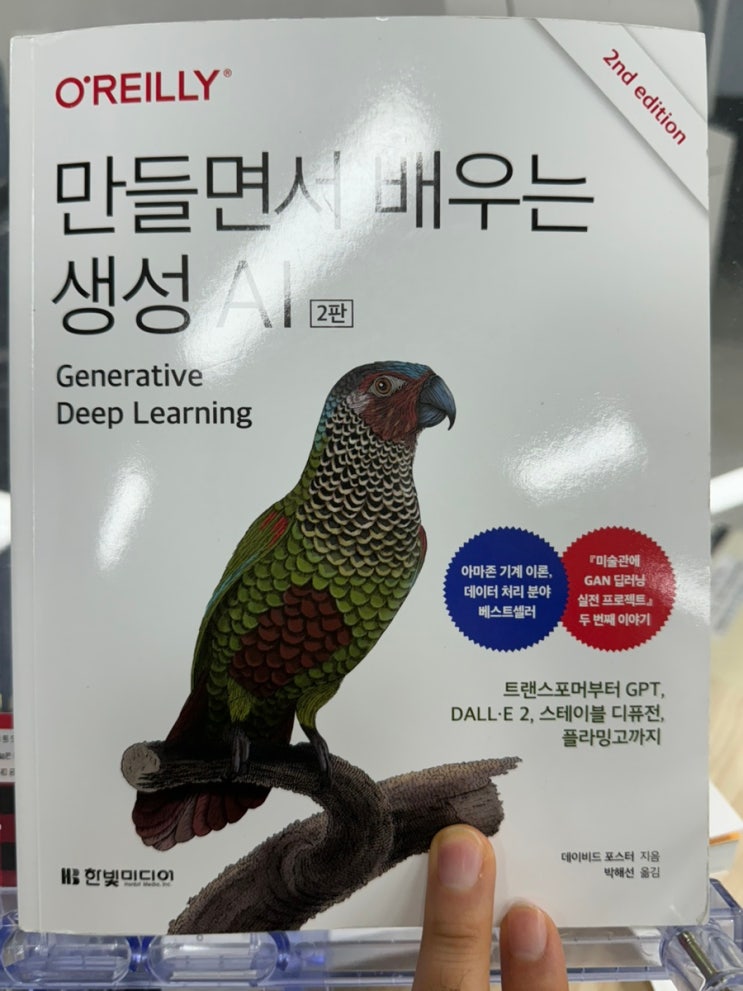 O'REILLY®
2nd edition
만들면서 배우는
생성 AI 2판
Generative
Deep Learning
아마존 기계 이론,
데이터 처리 분야
베스트셀러
『미술관에
GAN 딥러닝
실전 프로젝트』
두 번째 이야기
트랜스포머부터 GPT,
DALL·E 2, 스테이블 디퓨전,
플라밍고까지
데이비드 포스터 지음
박해선 옮김
HB 한빛미디어
Hanbit Media, Inc.